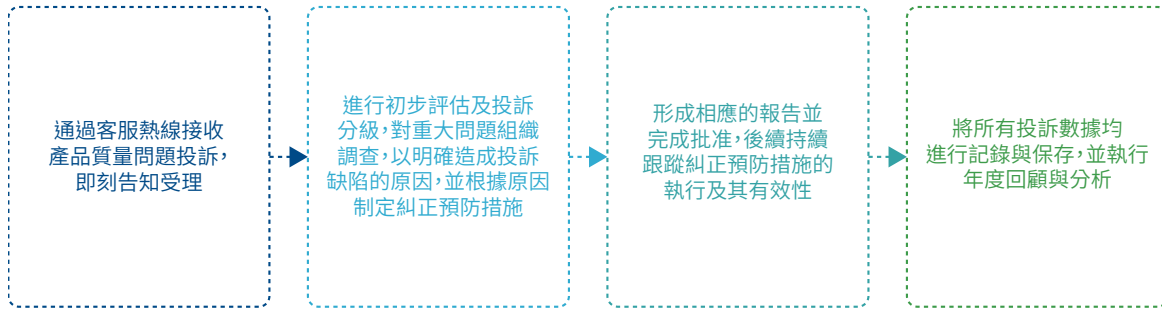 通過客服熱線接收
產品質量問題投訴，
即刻告知受理
進行初步評估及投訴
分級，對重大問題組織
調查，以明確造成投訴
缺陷的原因，並根據原因
制定糾正預防措施
形成相應的報告並
完成批准，後續持續
跟蹤糾正預防措施的
執行及其有效性
將所有投訴數據均
進行記錄與保存，並執行
年度回顧與分析